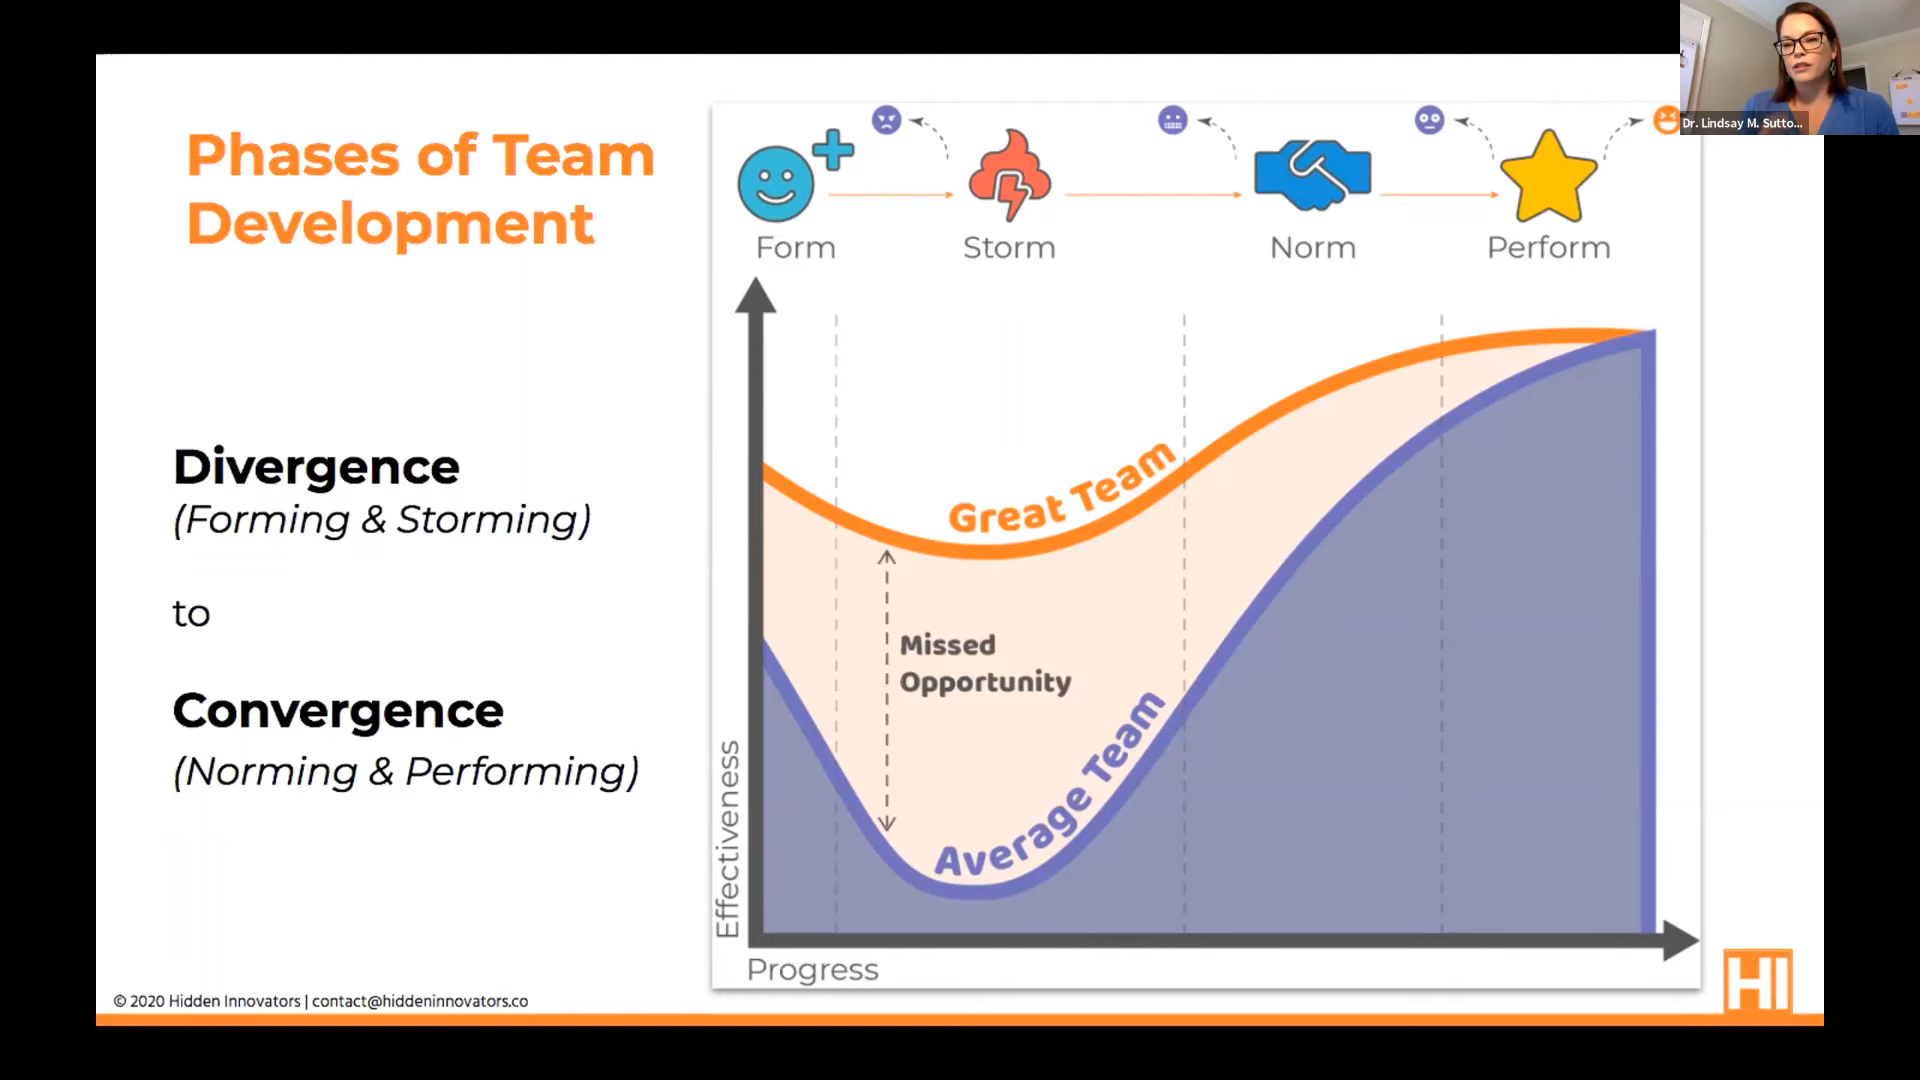 Phases of Team
Development
Divergence
(Forming & Storming)
to
Convergence
(Norming & Performing)
Form
Storm
Norm
Perform
Great Team
Missed
Opportunity
Average Team
Effectiveness
Progress
© 2020 Hidden Innovators | contact@hiddeninnovators.co
HI
Dr. Lindsay M. Sutto...